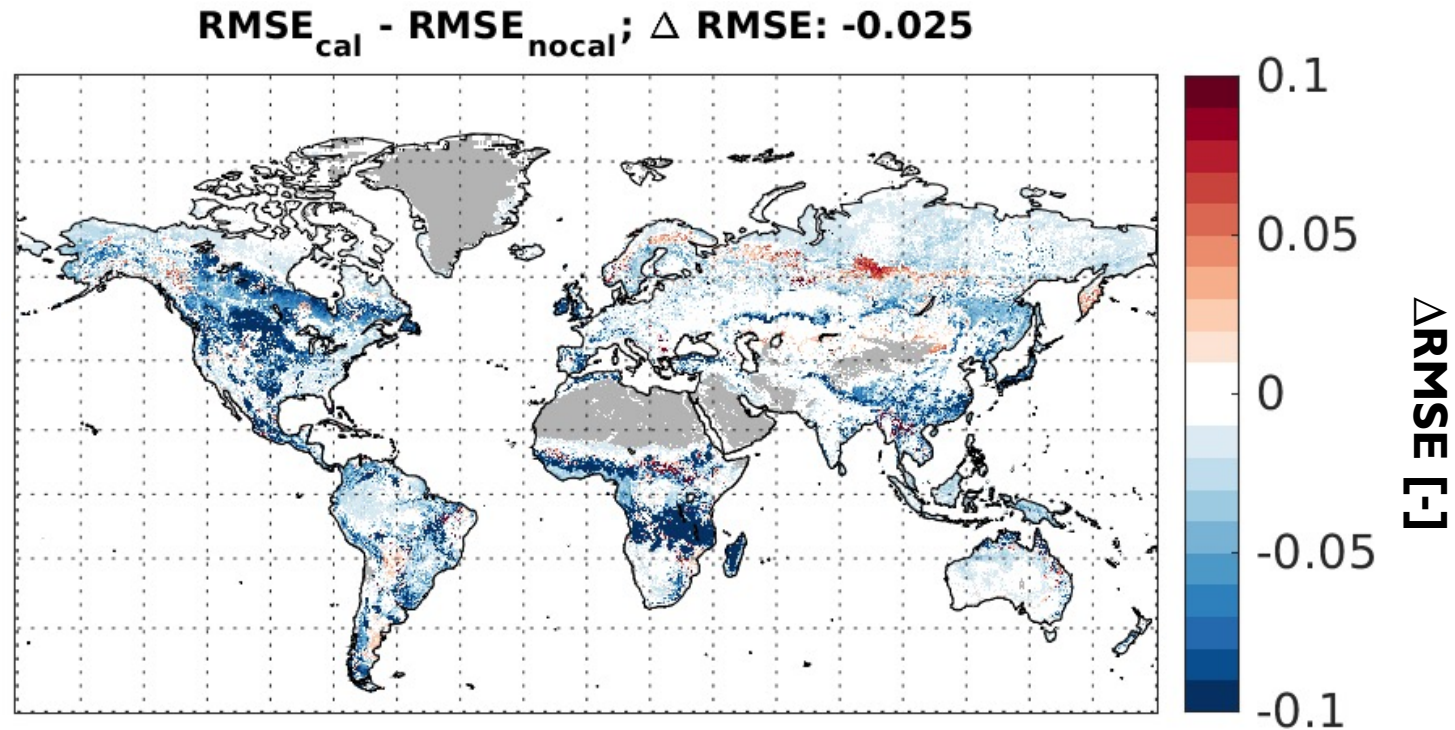 RMSEcal - RMSEnocal; Δ RMSE: -0.025
0.1
0.05
0
-0.05
-0.1
ΔRMSE [-]